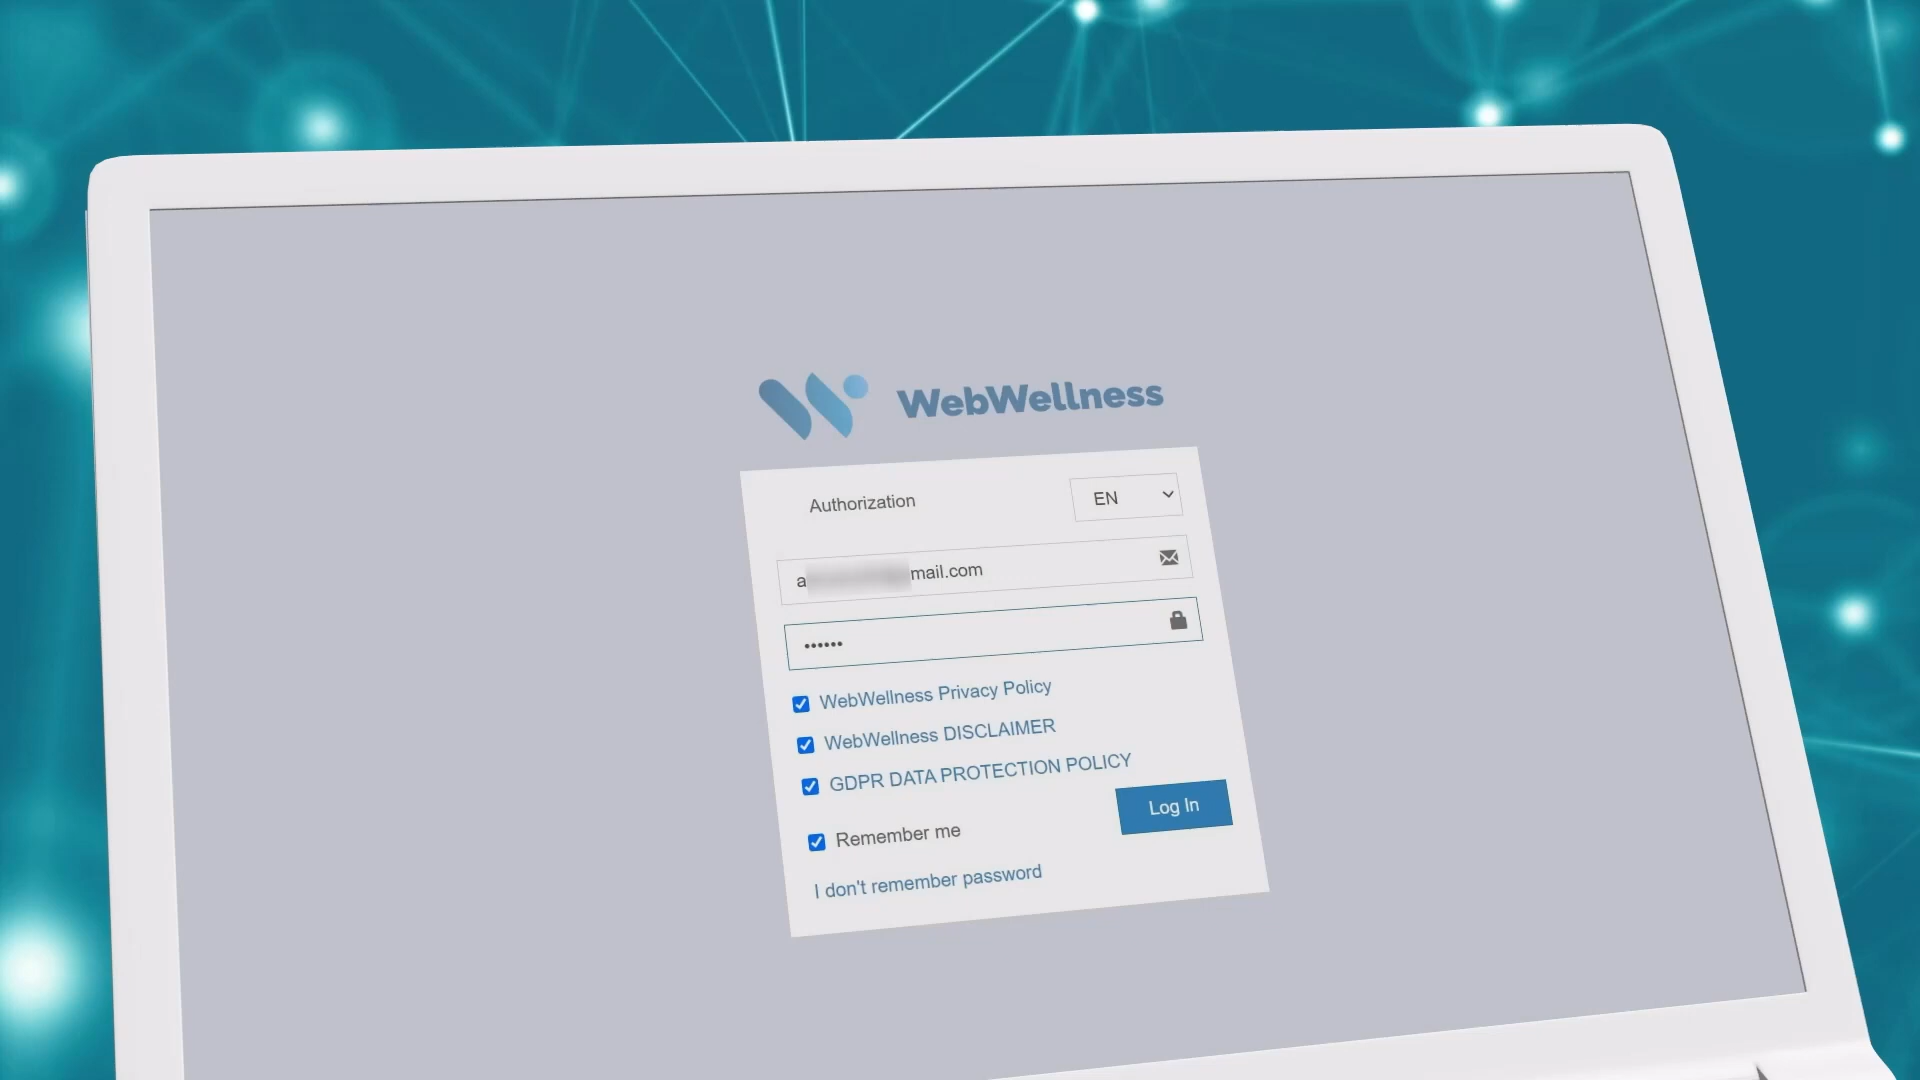 WebWellness
Authorization
EN
a mail.com
••••••
WebWellness Privacy Policy
WebWellness DISCLAIMER
GDPR DATA PROTECTION POLICY
Log In
Remember me
I don't remember password